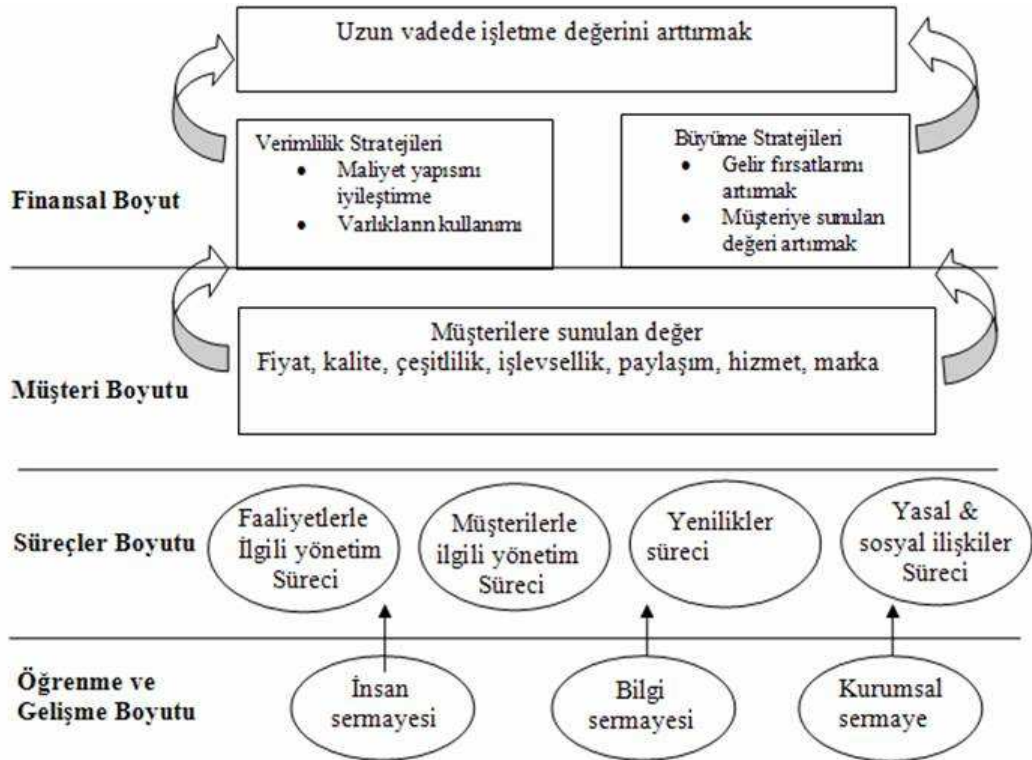 Uzun vadede işletme değerini arttırmak
Verimlilik Stratejileri
• Maliyet yapısını
iyileştirme
• Varlıkların kullanımı
Büyüme Stratejileri
• Gelir fırsatlarını
artırmak
• Müşteriye sunulan
değeri artırmak
Finansal Boyut
Müşterilere sunulan değer
Fiyat, kalite, çeşitlilik, işlevsellik, paylaşım, hizmet, marka
Müşteri Boyutu
Süreçler Boyutu
Faaliyetlerle
İlgili yönetim
Süreci
Müşterilerle
ilgili yönetim
Süreci
Yenilikler
süreci
Yasal &
sosyal ilişkiler
Süreci
Öğrenme ve
Gelişme Boyutu
İnsan
sermayesi
Bilgi
sermayesi
Kurumsal
sermaye